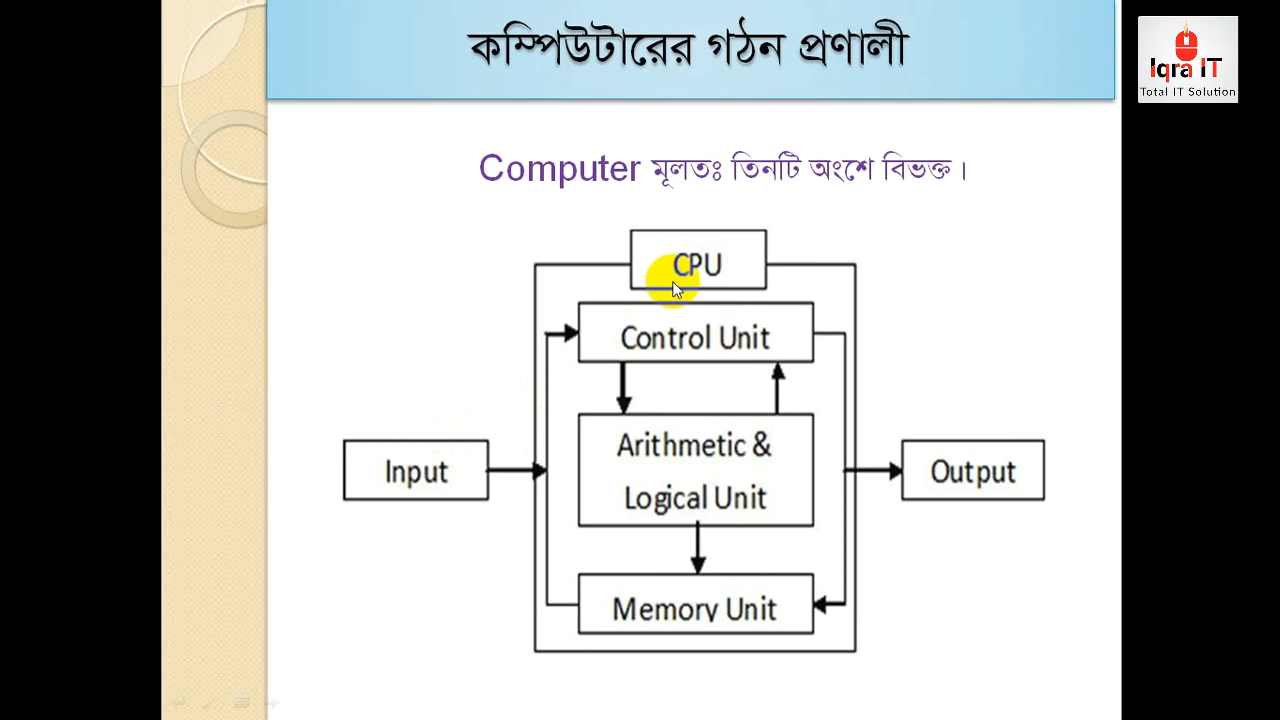 কম্পিউটারের গঠন প্রণালী
Iqra IT
Total IT Solution
Computer মূলতঃ তিনটি অংশে বিভক্ত।
CPU
Control Unit
Arithmetic &
Logical Unit
Input
Output
Memory Unit